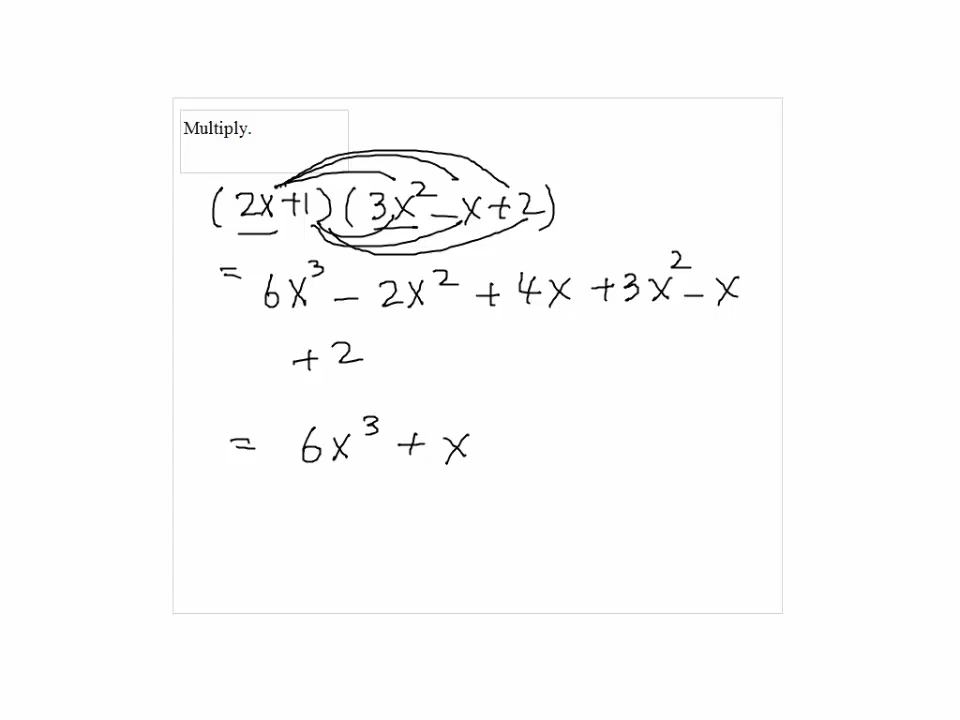 Multiply.
(2x+1)(3x²-x+2)
= 6x³ - 2x² + 4x + 3x² - x
+ 2
= 6x³ + x